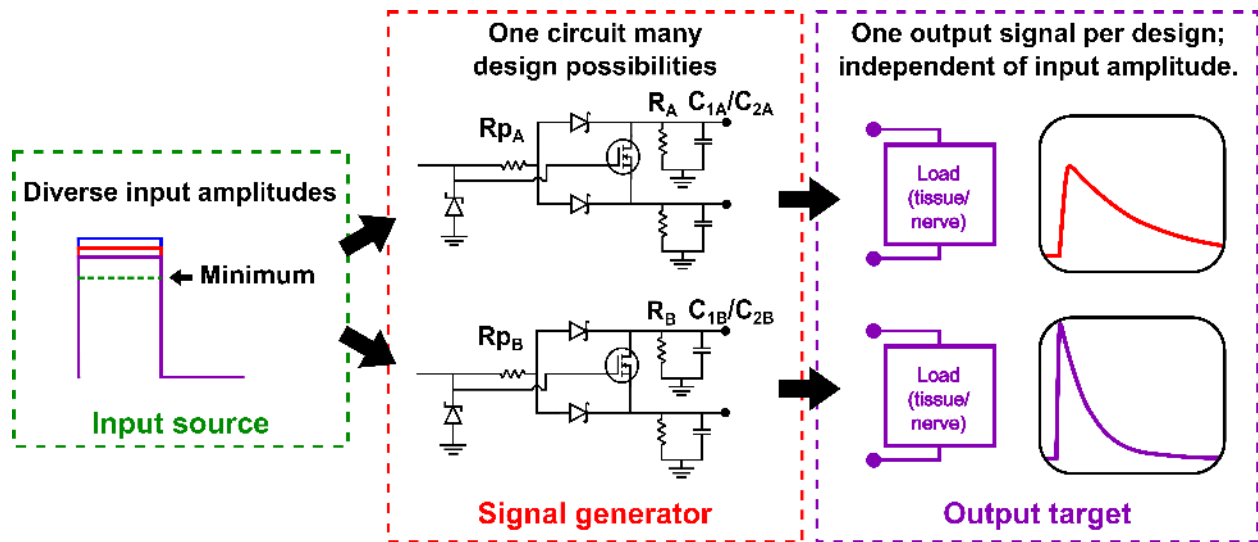 Diverse input amplitudes
Minimum
Input source
One circuit many
design possibilities
RpA
RA C1A/C2A
RpB
RB C1B/C2B
Signal generator
One output signal per design;
independent of input amplitude.
Load
(tissue/
nerve)
Load
(tissue/
nerve)
Output target